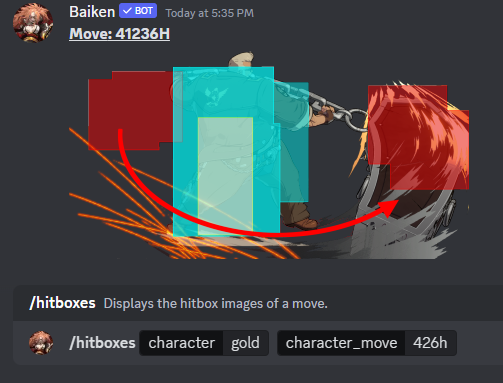 Baiken ✓ BOT Today at 5:35 PM
Move: 41236H
/hitboxes Displays the hitbox images of a move.
/hitboxes character gold character_move 426h